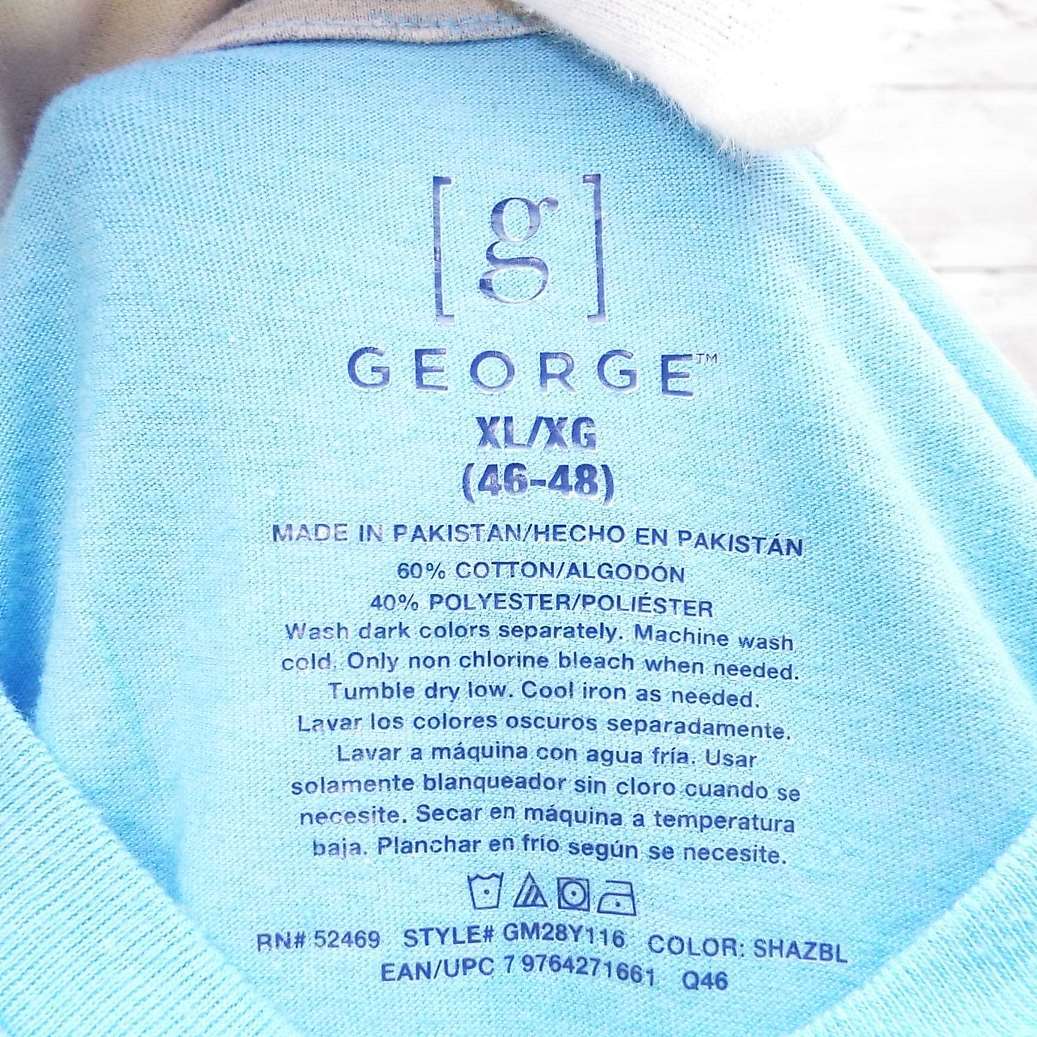 [g]
GEORGE™
XL/XG
(46-48)
MADE IN PAKISTAN/HECHO EN PAKISTÁN
60% COTTON/ALGODÓN
40% POLYESTER/POLIÉSTER
Wash dark colors separately. Machine wash
cold. Only non chlorine bleach when needed.
Tumble dry low. Cool iron as needed.
Lavar los colores oscuros separadamente.
Lavar a máquina con agua fría. Usar
solamente blanqueador sin cloro cuando se
necesite. Secar en máquina a temperatura
baja. Planchar en frío según se necesite.
RN# 52469 STYLE# GM28Y116 COLOR: SHAZBL
EAN/UPC 7 9764271661 Q46